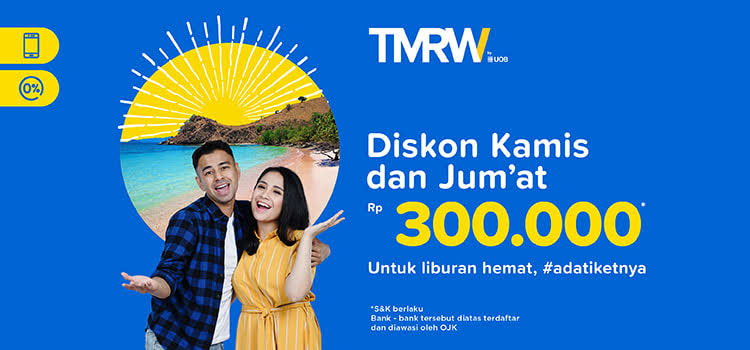 0%
TMRW
by UOB
Diskon Kamis
dan Jum'at
Rp 300.000*
Untuk liburan hemat, #adatiketnya
*S&K berlaku
Bank - bank tersebut diatas terdaftar
dan diawasi oleh OJK